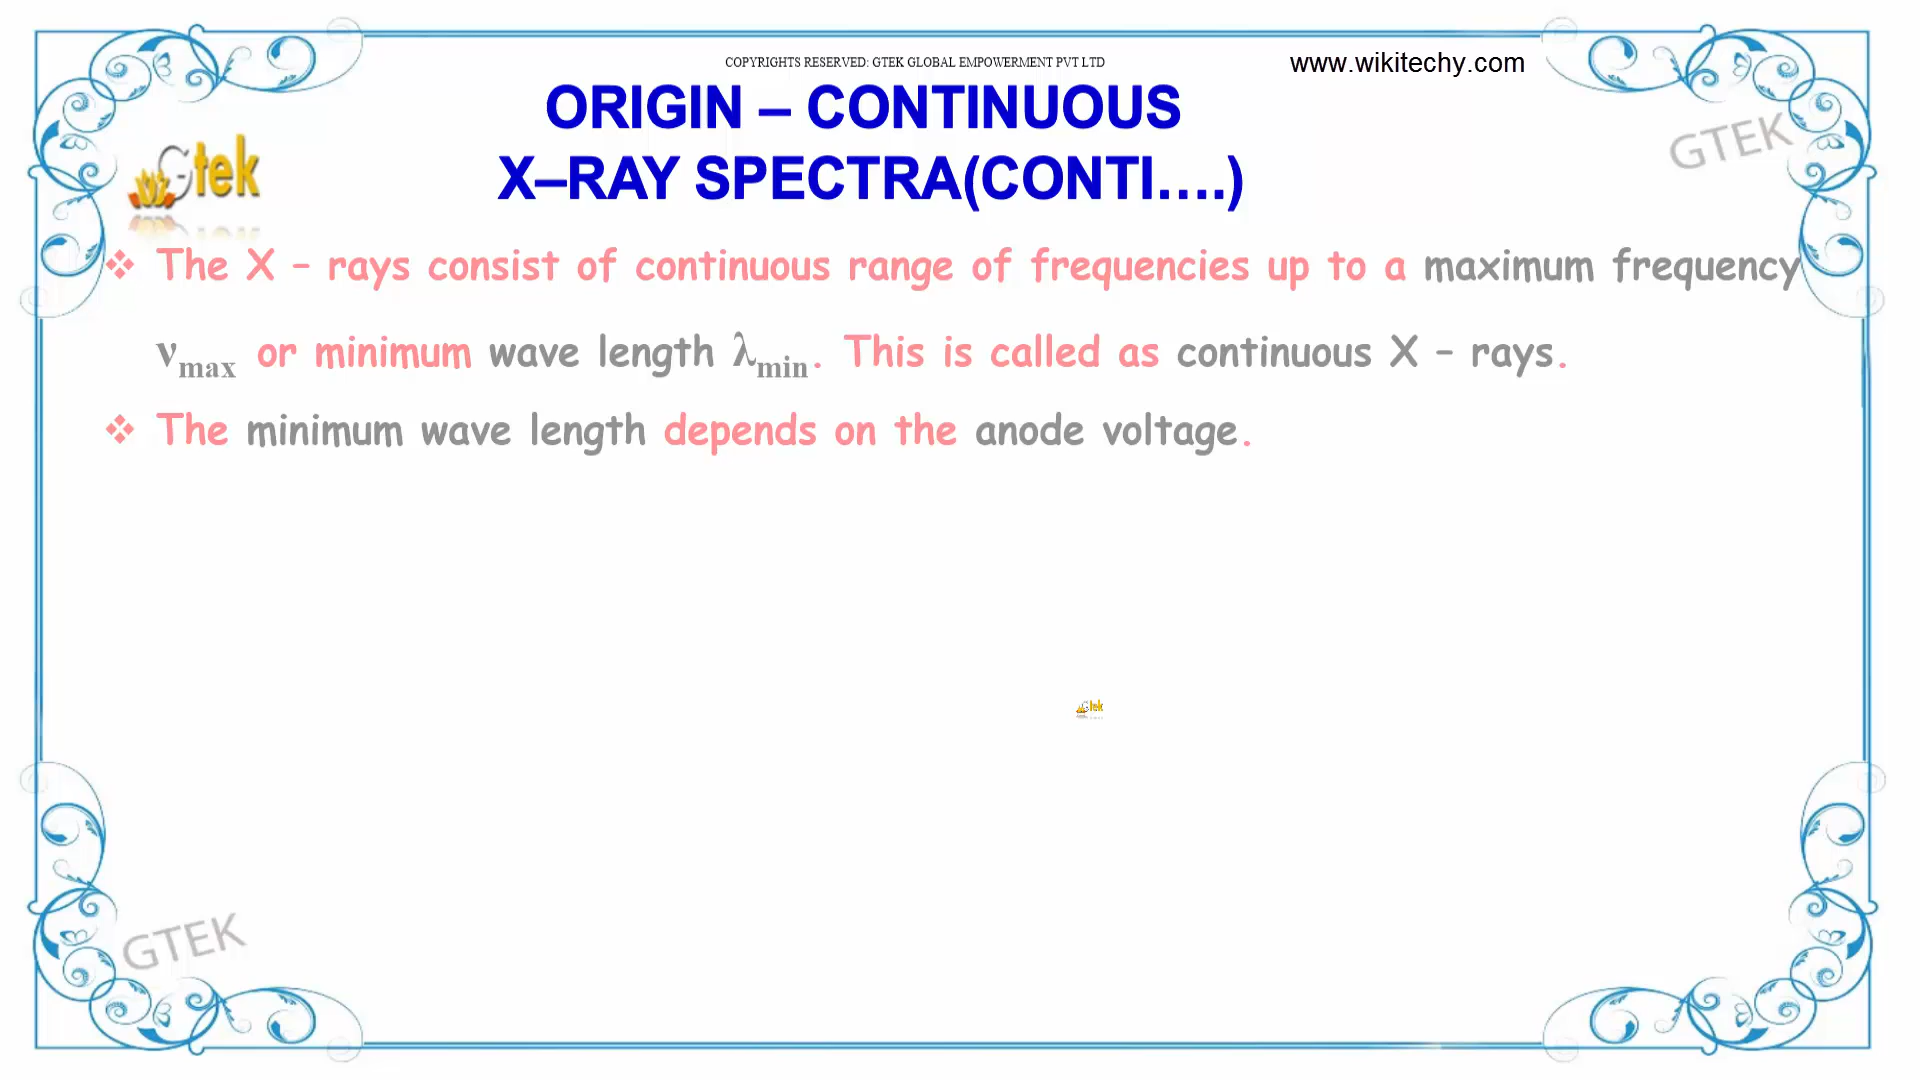 COPYRIGHTS RESERVED: GTEK GLOBAL EMPOWERMENT PVT LTD
www.wikitechy.com
ORIGIN – CONTINUOUS
X–RAY SPECTRA(CONTI….)
Gtek
GTEK
❖ The X – rays consist of continuous range of frequencies up to a maximum frequency
νmax or minimum wave length λmin. This is called as continuous X – rays.
❖ The minimum wave length depends on the anode voltage.
Gtek
GTEK